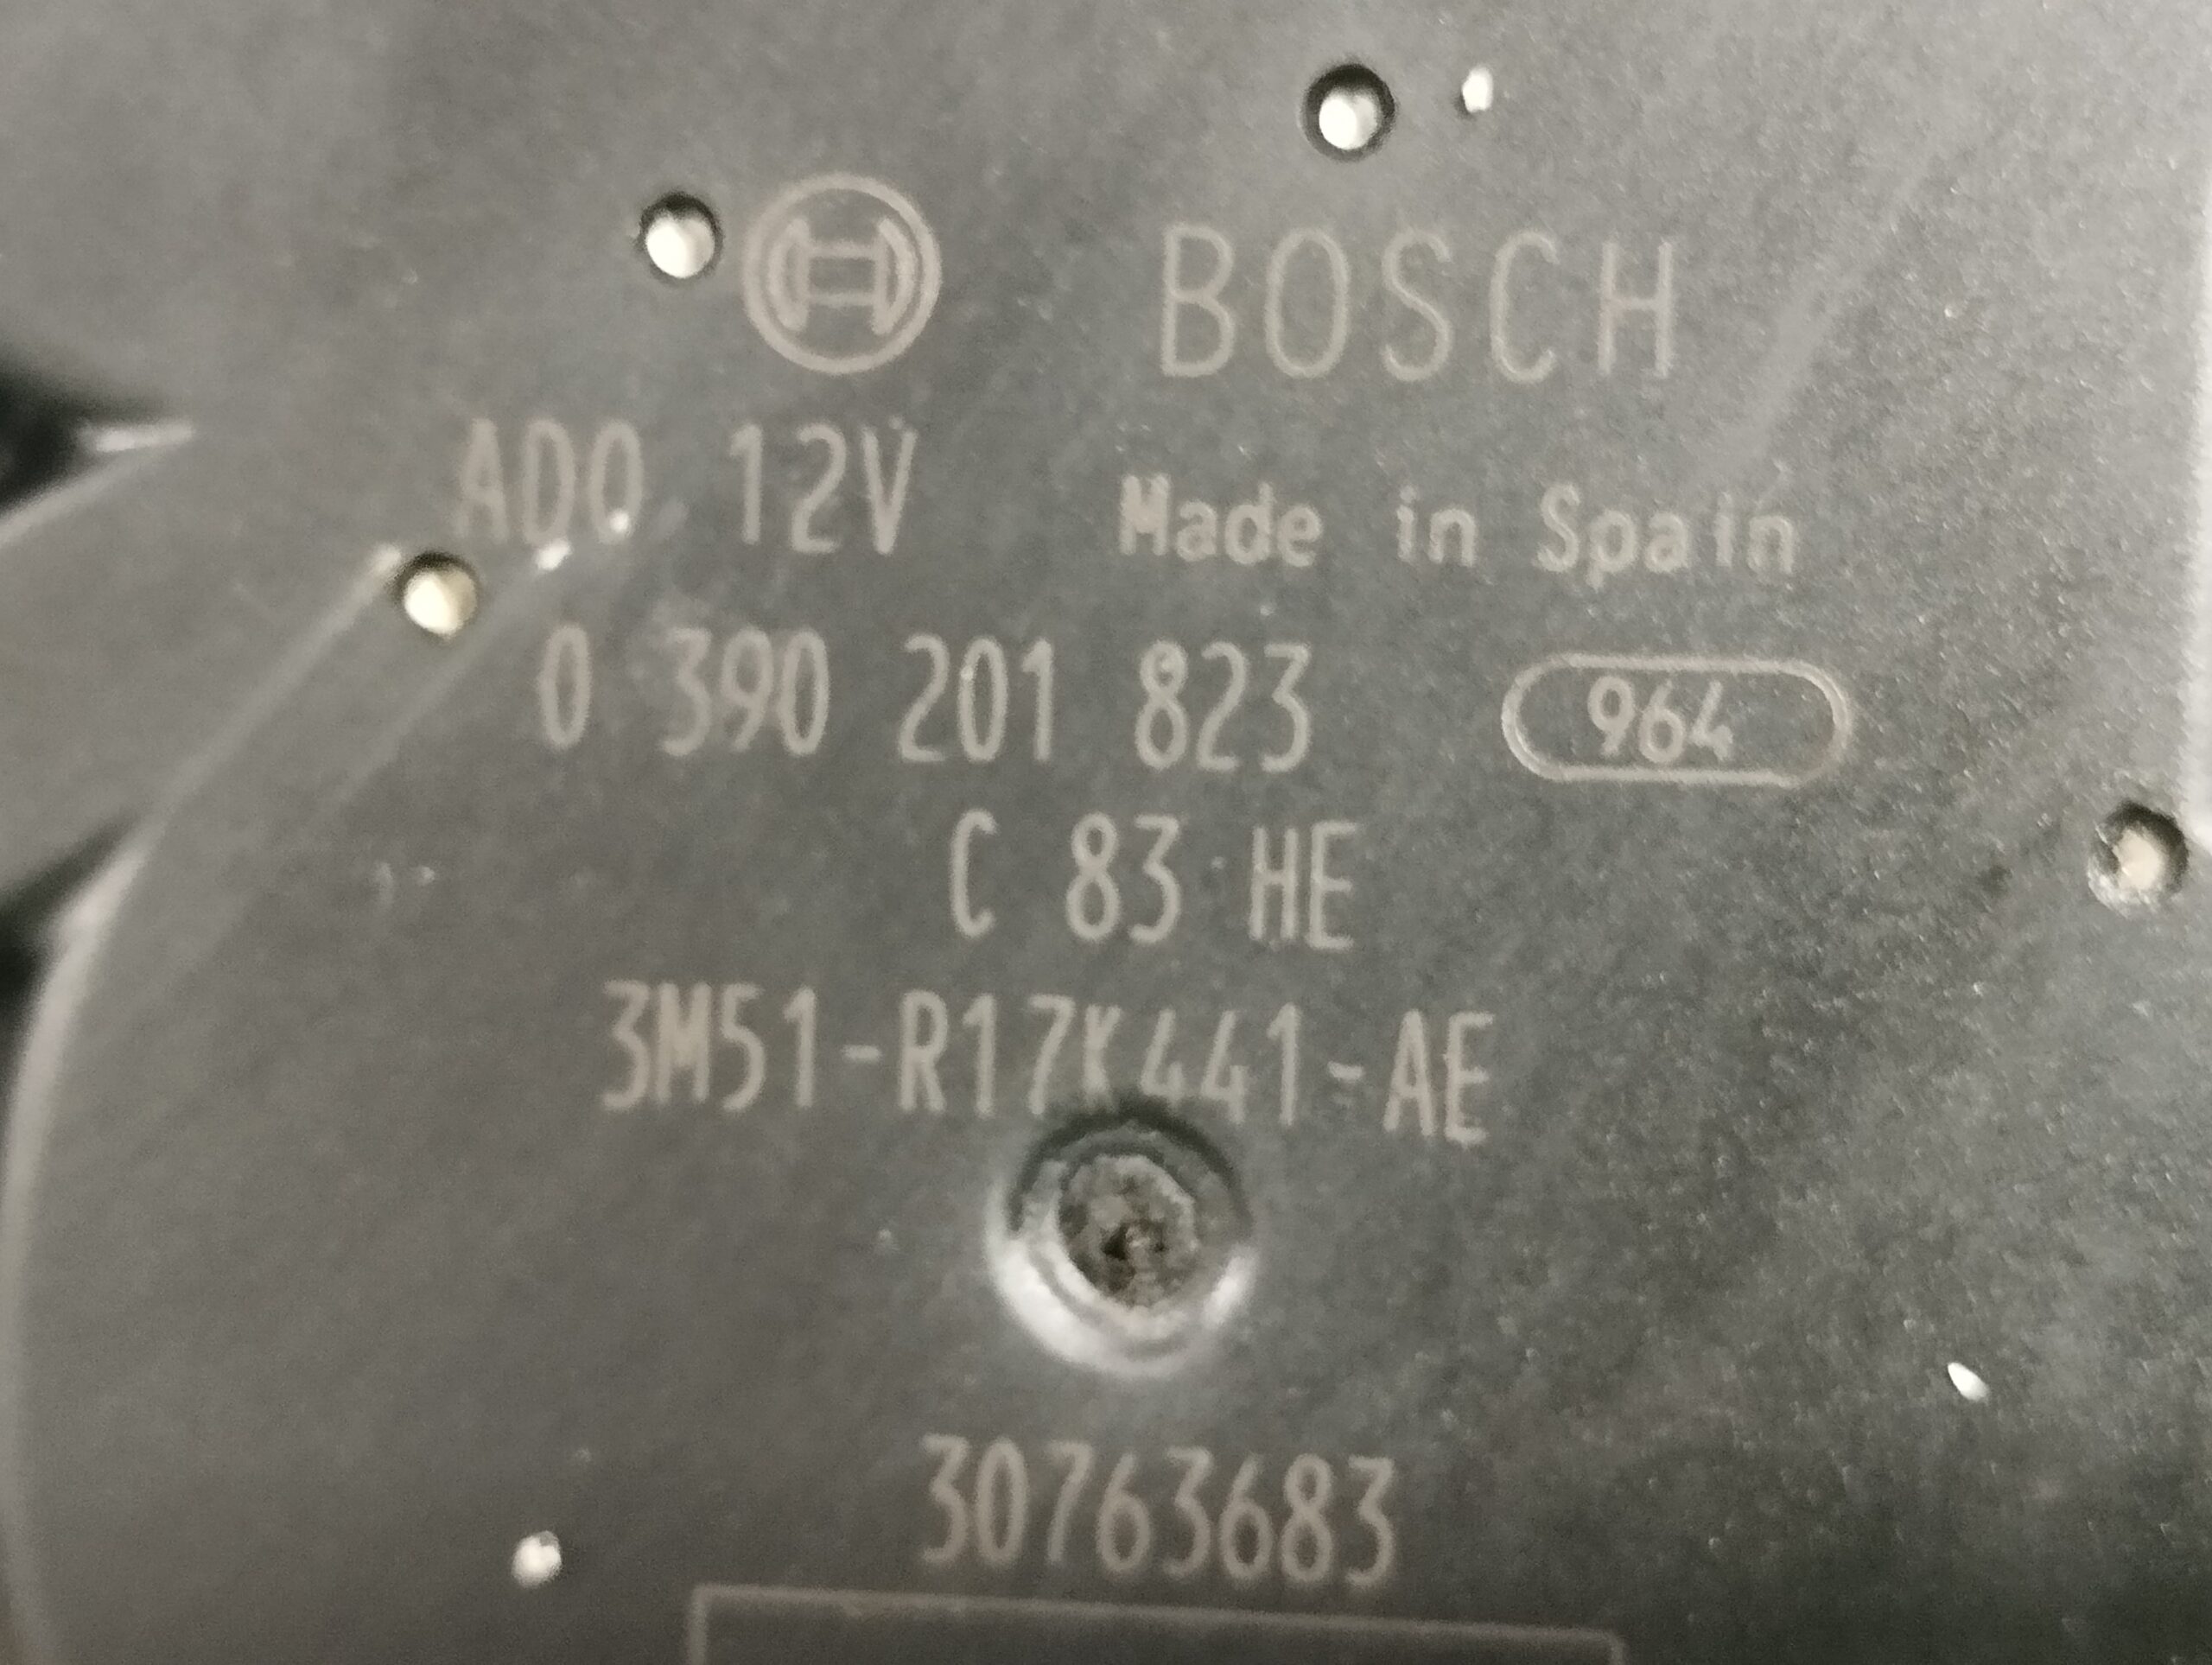 BOSCH
ADO 12V Made in Spain
0 390 201 823 964
C 83 HE
3M51-R17K441-AE
30763683